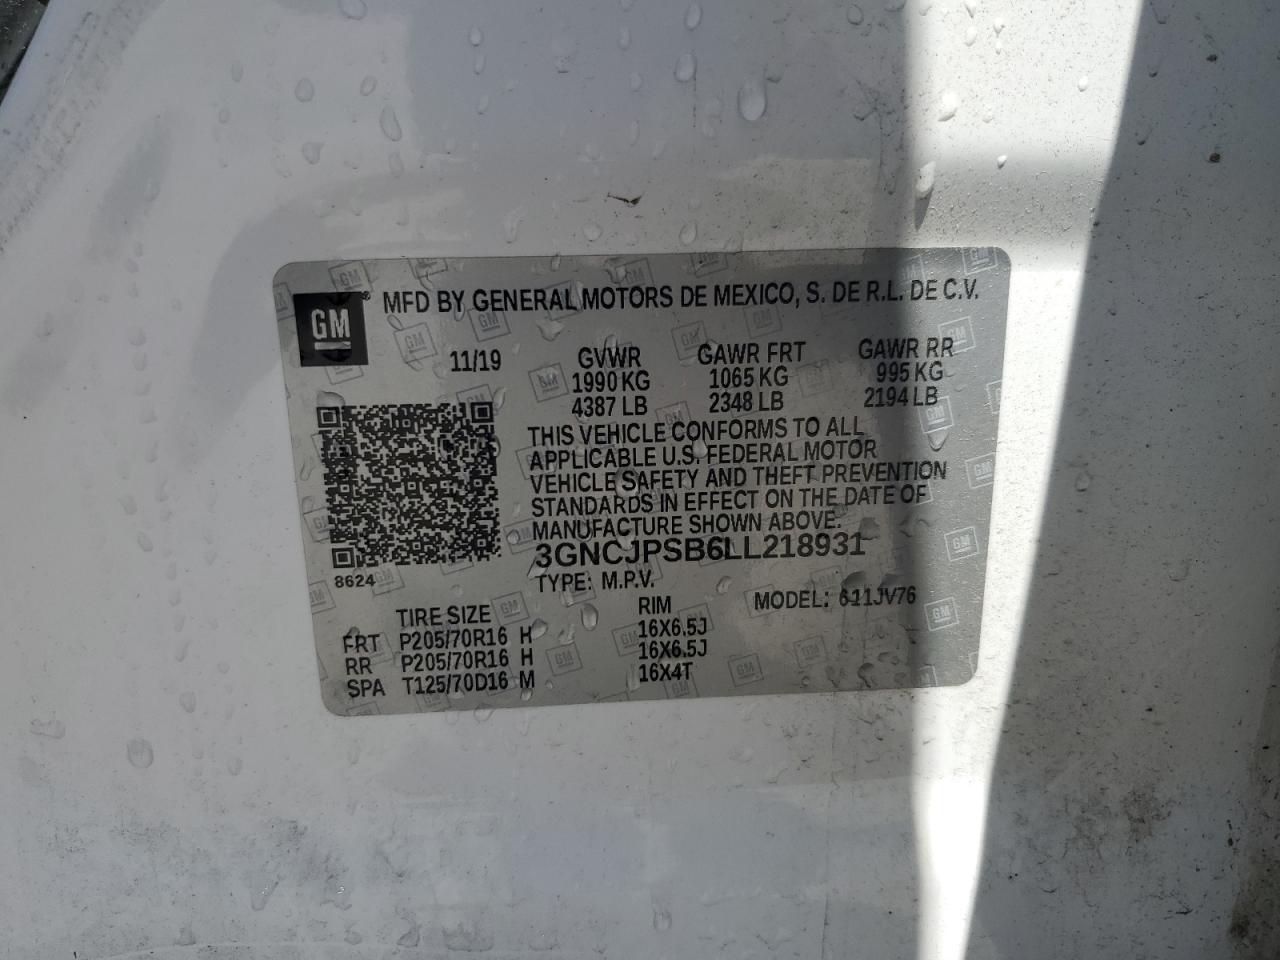 GM® MFD BY GENERAL MOTORS DE MEXICO, S. DE R.L. DE C.V.
11/19 GVWR GAWR FRT GAWR RR
1990 KG 1065 KG 995 KG
4387 LB 2348 LB 2194 LB
THIS VEHICLE CONFORMS TO ALL
APPLICABLE U.S. FEDERAL MOTOR
VEHICLE SAFETY AND THEFT PREVENTION
STANDARDS IN EFFECT ON THE DATE OF
MANUFACTURE SHOWN ABOVE.
3GNCJPSB6LL218931
8624 TYPE: M.P.V.
MODEL: 611JV76
TIRE SIZE RIM
FRT P205/70R16 H 16X6.5J
RR P205/70R16 H 16X6.5J
SPA T125/70D16 M 16X4T